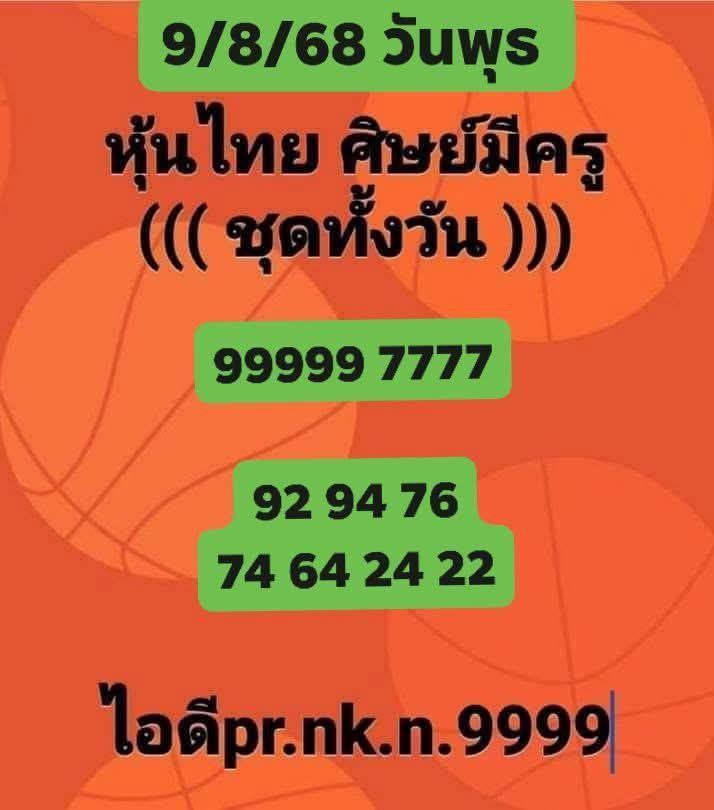 9/8/68 วันพุธ
หุ้นไทย ศิษย์มีครู
((( ชุดทั้งวัน )))
99999 7777
92 94 76
74 64 24 22
ไอดีpr.nk.n.9999